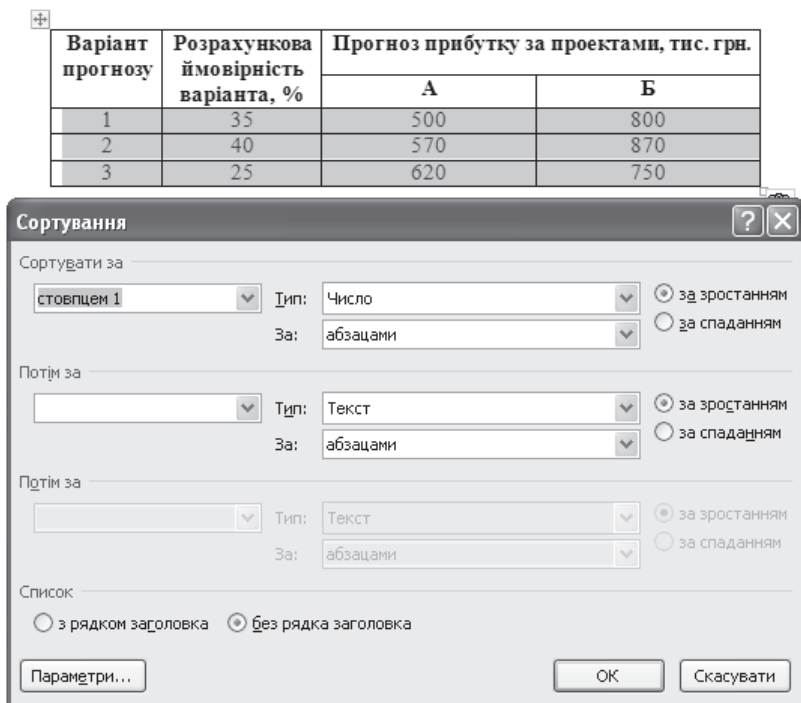 Варіант прогнозу Розрахункова ймовірність варіанта, % Прогноз прибутку за проектами, тис. грн.
А Б
1 35 500 800
2 40 570 870
3 25 620 750
Сортування
Сортувати за
стовпцем 1 Тип: Число за зростанням
За: абзацами за спаданням
Потім за
Тип: Текст за зростанням
За: абзацами за спаданням
Потім за
Тип: Текст за зростанням
За: абзацами за спаданням
Список
з рядком заголовка без рядка заголовка
Параметри... ОК Скасувати